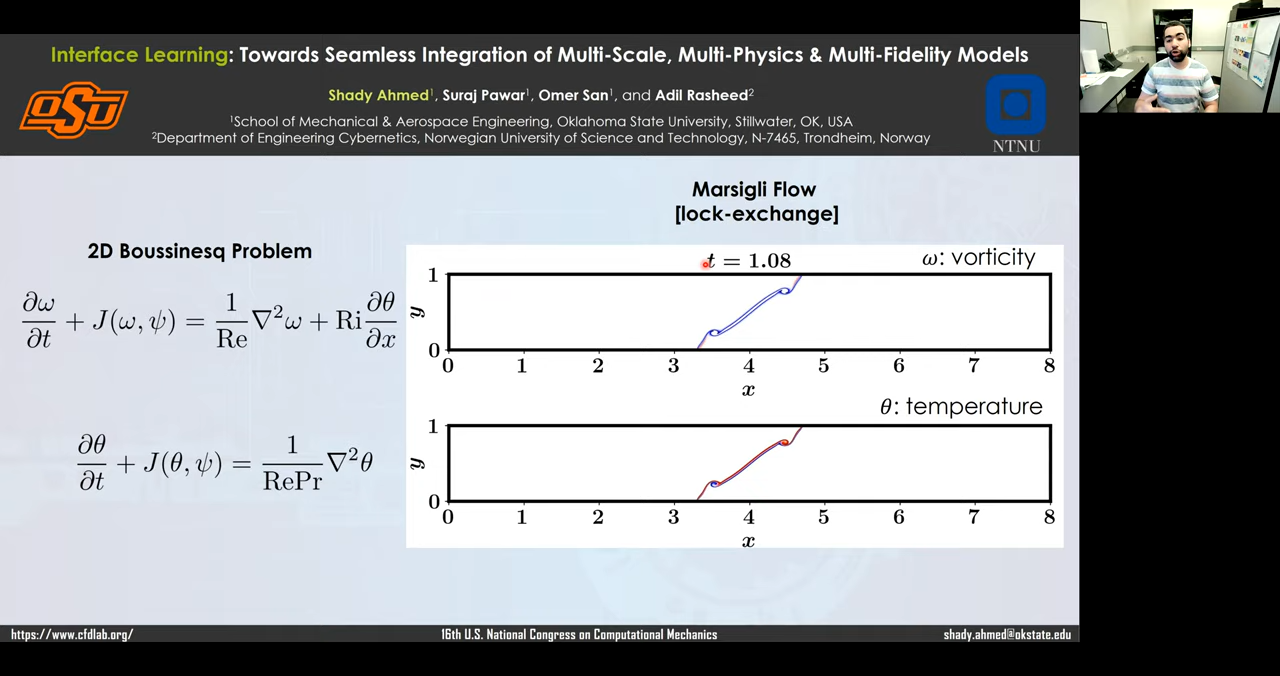 Interface Learning: Towards Seamless Integration of Multi-Scale, Multi-Physics & Multi-Fidelity Models
OSU
Shady Ahmed¹, Suraj Pawar¹, Omer San¹, and Adil Rasheed²
¹School of Mechanical & Aerospace Engineering, Oklahoma State University, Stillwater, OK, USA
²Department of Engineering Cybernetics, Norwegian University of Science and Technology, N-7465, Trondheim, Norway
NTNU
2D Boussinesq Problem
∂ω/∂t + J(ω, ψ) = 1/Re ∇²ω + Ri ∂θ/∂x
∂θ/∂t + J(θ, ψ) = 1/RePr ∇²θ
Marsigli Flow
[lock-exchange]
t = 1.08
ω: vorticity
1
y
0
0 1 2 3 4 5 6 7 8
x
θ: temperature
1
y
0
0 1 2 3 4 5 6 7 8
x
https://www.cfdlab.org/
16th U.S. National Congress on Computational Mechanics
shady.ahmed@okstate.edu